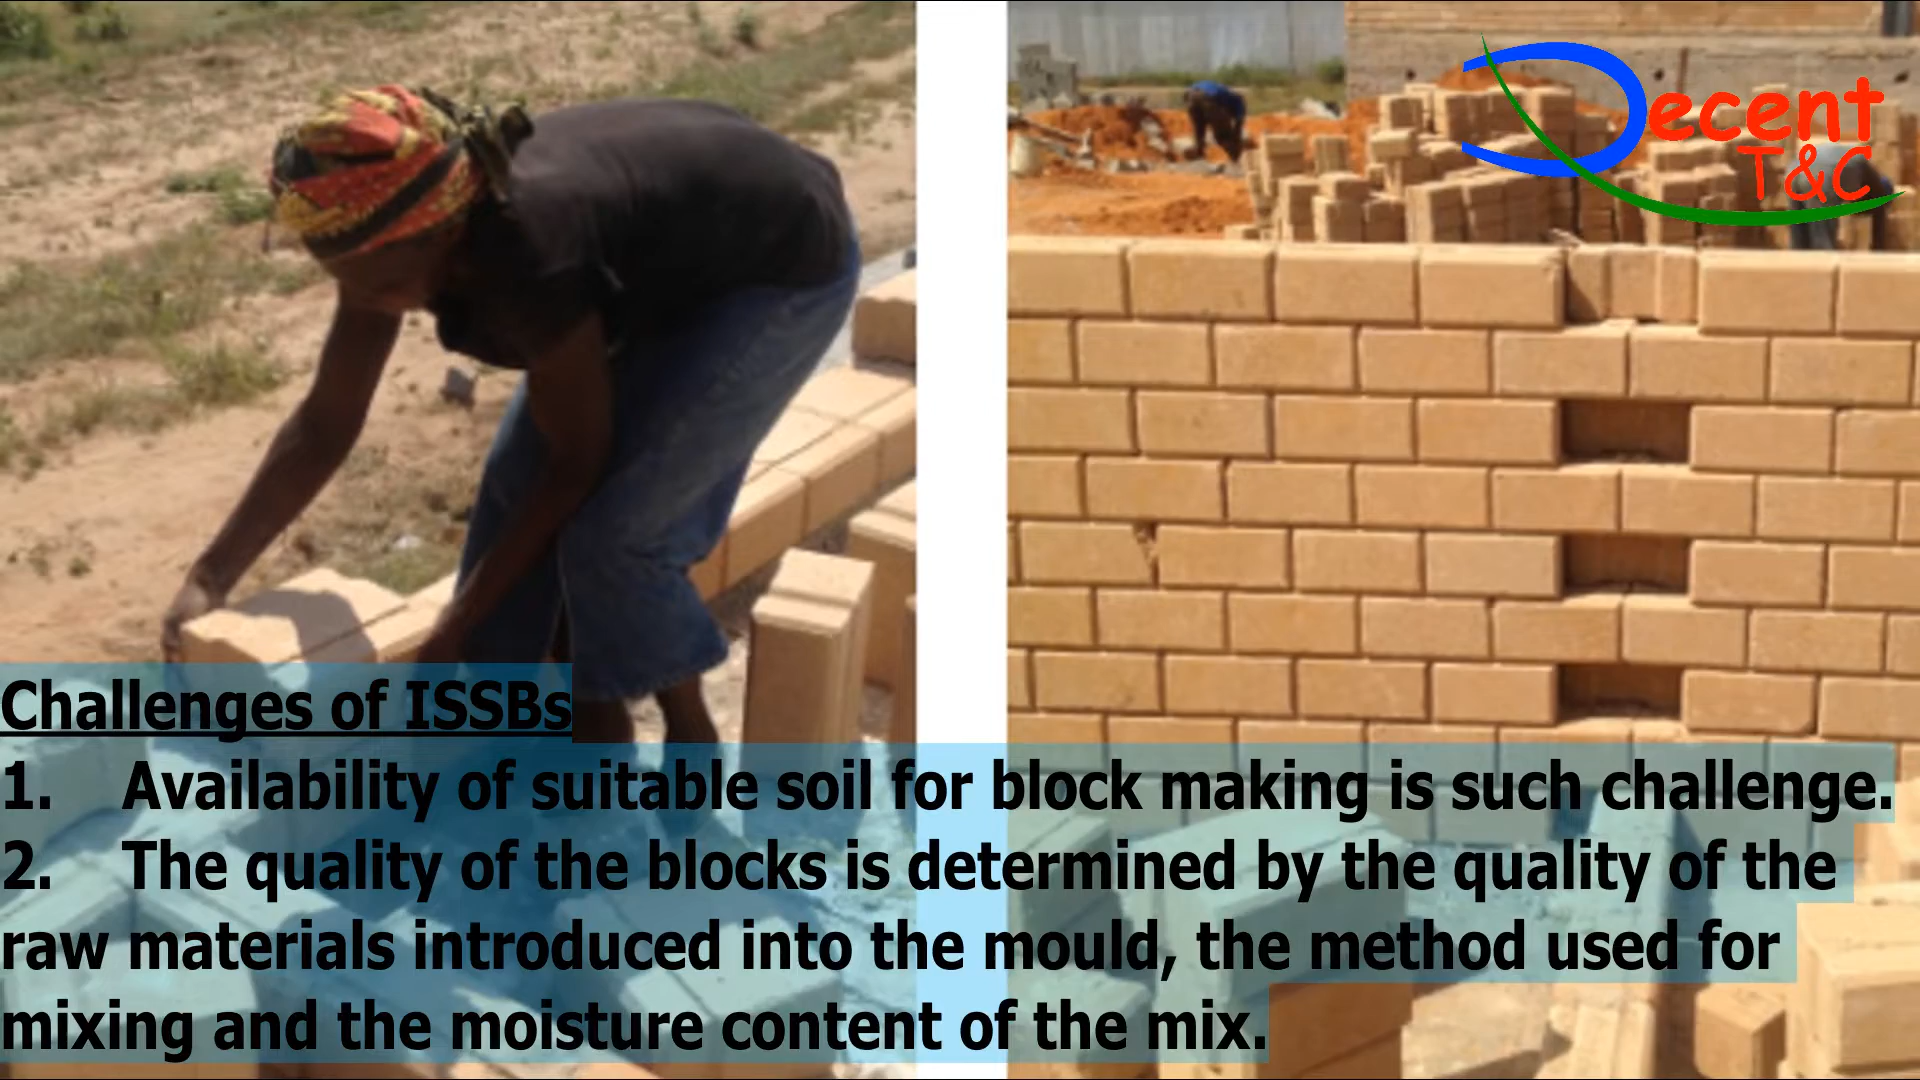 Decent
T&C
Challenges of ISSBs
1. Availability of suitable soil for block making is such challenge.
2. The quality of the blocks is determined by the quality of the
raw materials introduced into the mould, the method used for
mixing and the moisture content of the mix.